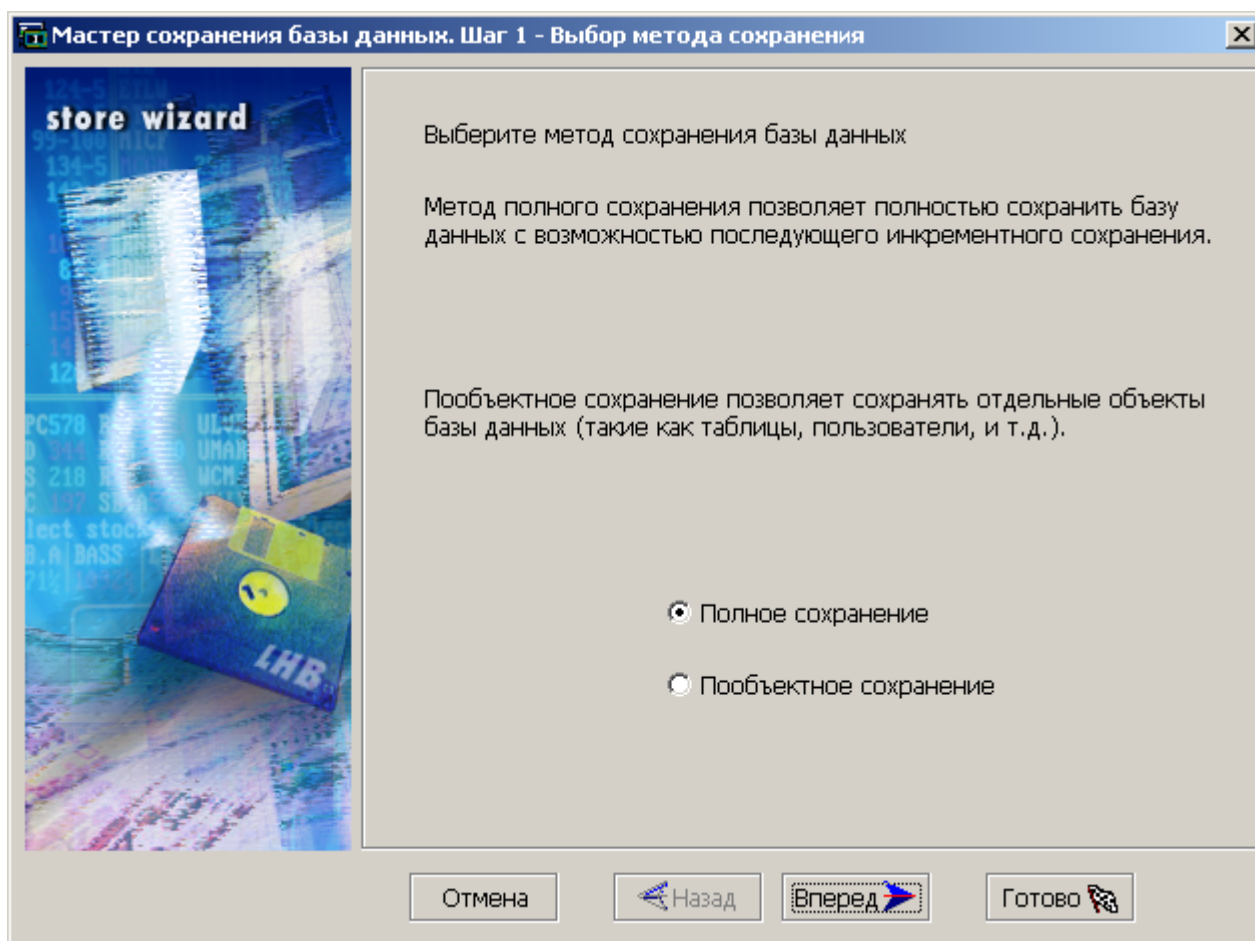 Мастер сохранения базы данных. Шаг 1 - Выбор метода сохранения
store wizard
Выберите метод сохранения базы данных
Метод полного сохранения позволяет полностью сохранить базу
данных с возможностью последующего инкрементного сохранения.
Пообъектное сохранение позволяет сохранять отдельные объекты
базы данных (такие как таблицы, пользователи, и т.д.).
LHB
Полное сохранение
Пообъектное сохранение
Отмена
Назад
Вперед
Готово